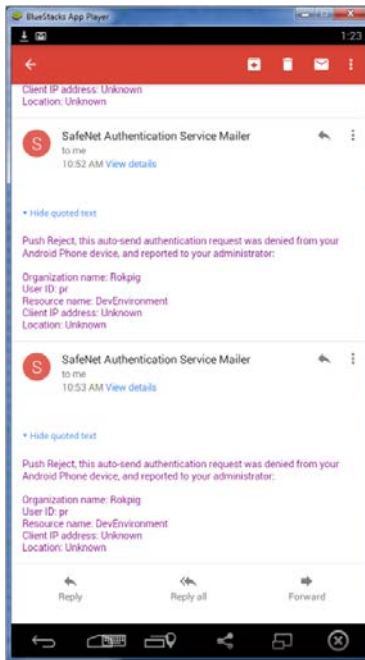 BlueStacks App Player
1:23
Client IP address: Unknown
Location: Unknown
S
SafeNet Authentication Service Mailer
to me
10:52 AM View details
Hide quoted text
Push Reject, this auto-send authentication request was denied from your
Android Phone device, and reported to your administrator:
Organization name: Rokpig
User ID: pr
Resource name: DevEnvironment
Client IP address: Unknown
Location: Unknown
S
SafeNet Authentication Service Mailer
to me
10:53 AM View details
Hide quoted text
Push Reject, this auto-send authentication request was denied from your
Android Phone device, and reported to your administrator:
Organization name: Rokpig
User ID: pr
Resource name: DevEnvironment
Client IP address: Unknown
Location: Unknown
Reply
Reply all
Forward